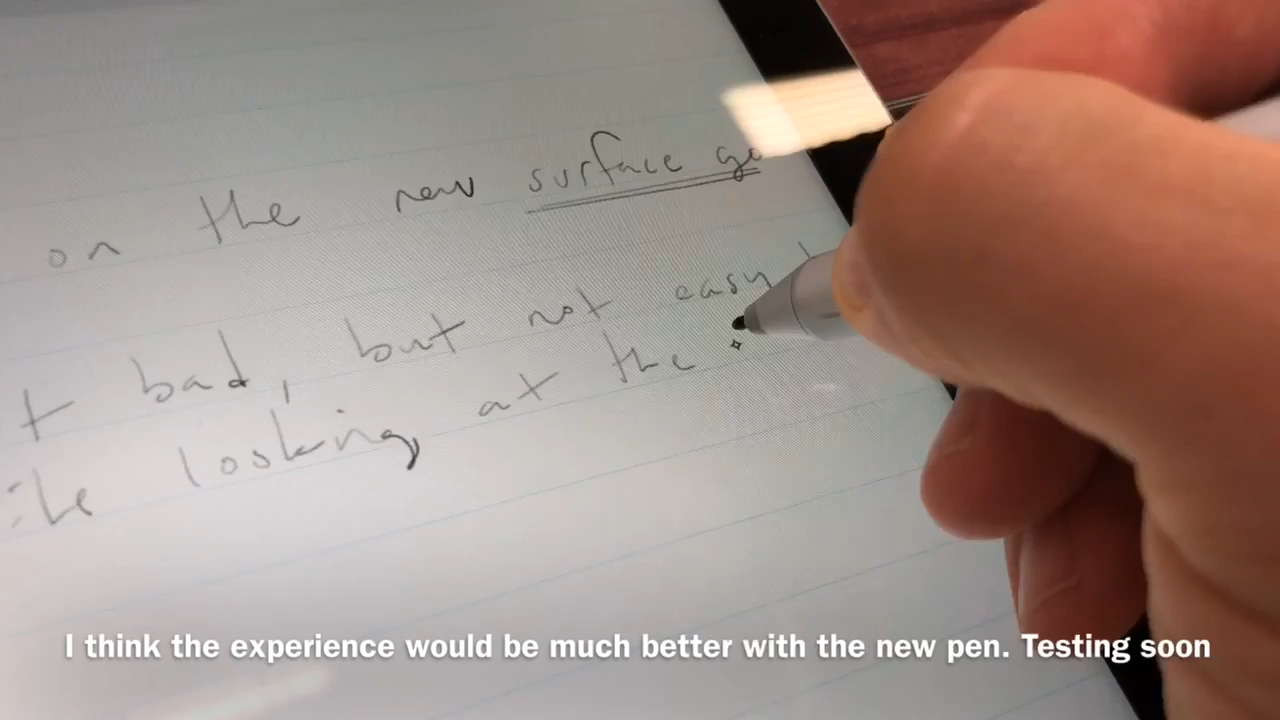 on the new surface go
bad, but not easy
looking, at the
I think the experience would be much better with the new pen. Testing soon